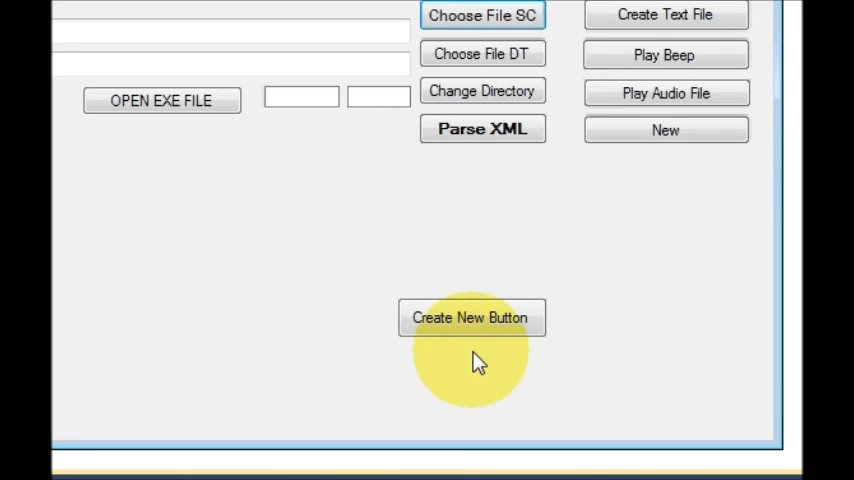 Choose File SC
Create Text File
Choose File DT
Play Beep
OPEN EXE FILE
Change Directory
Play Audio File
Parse XML
New
Create New Button